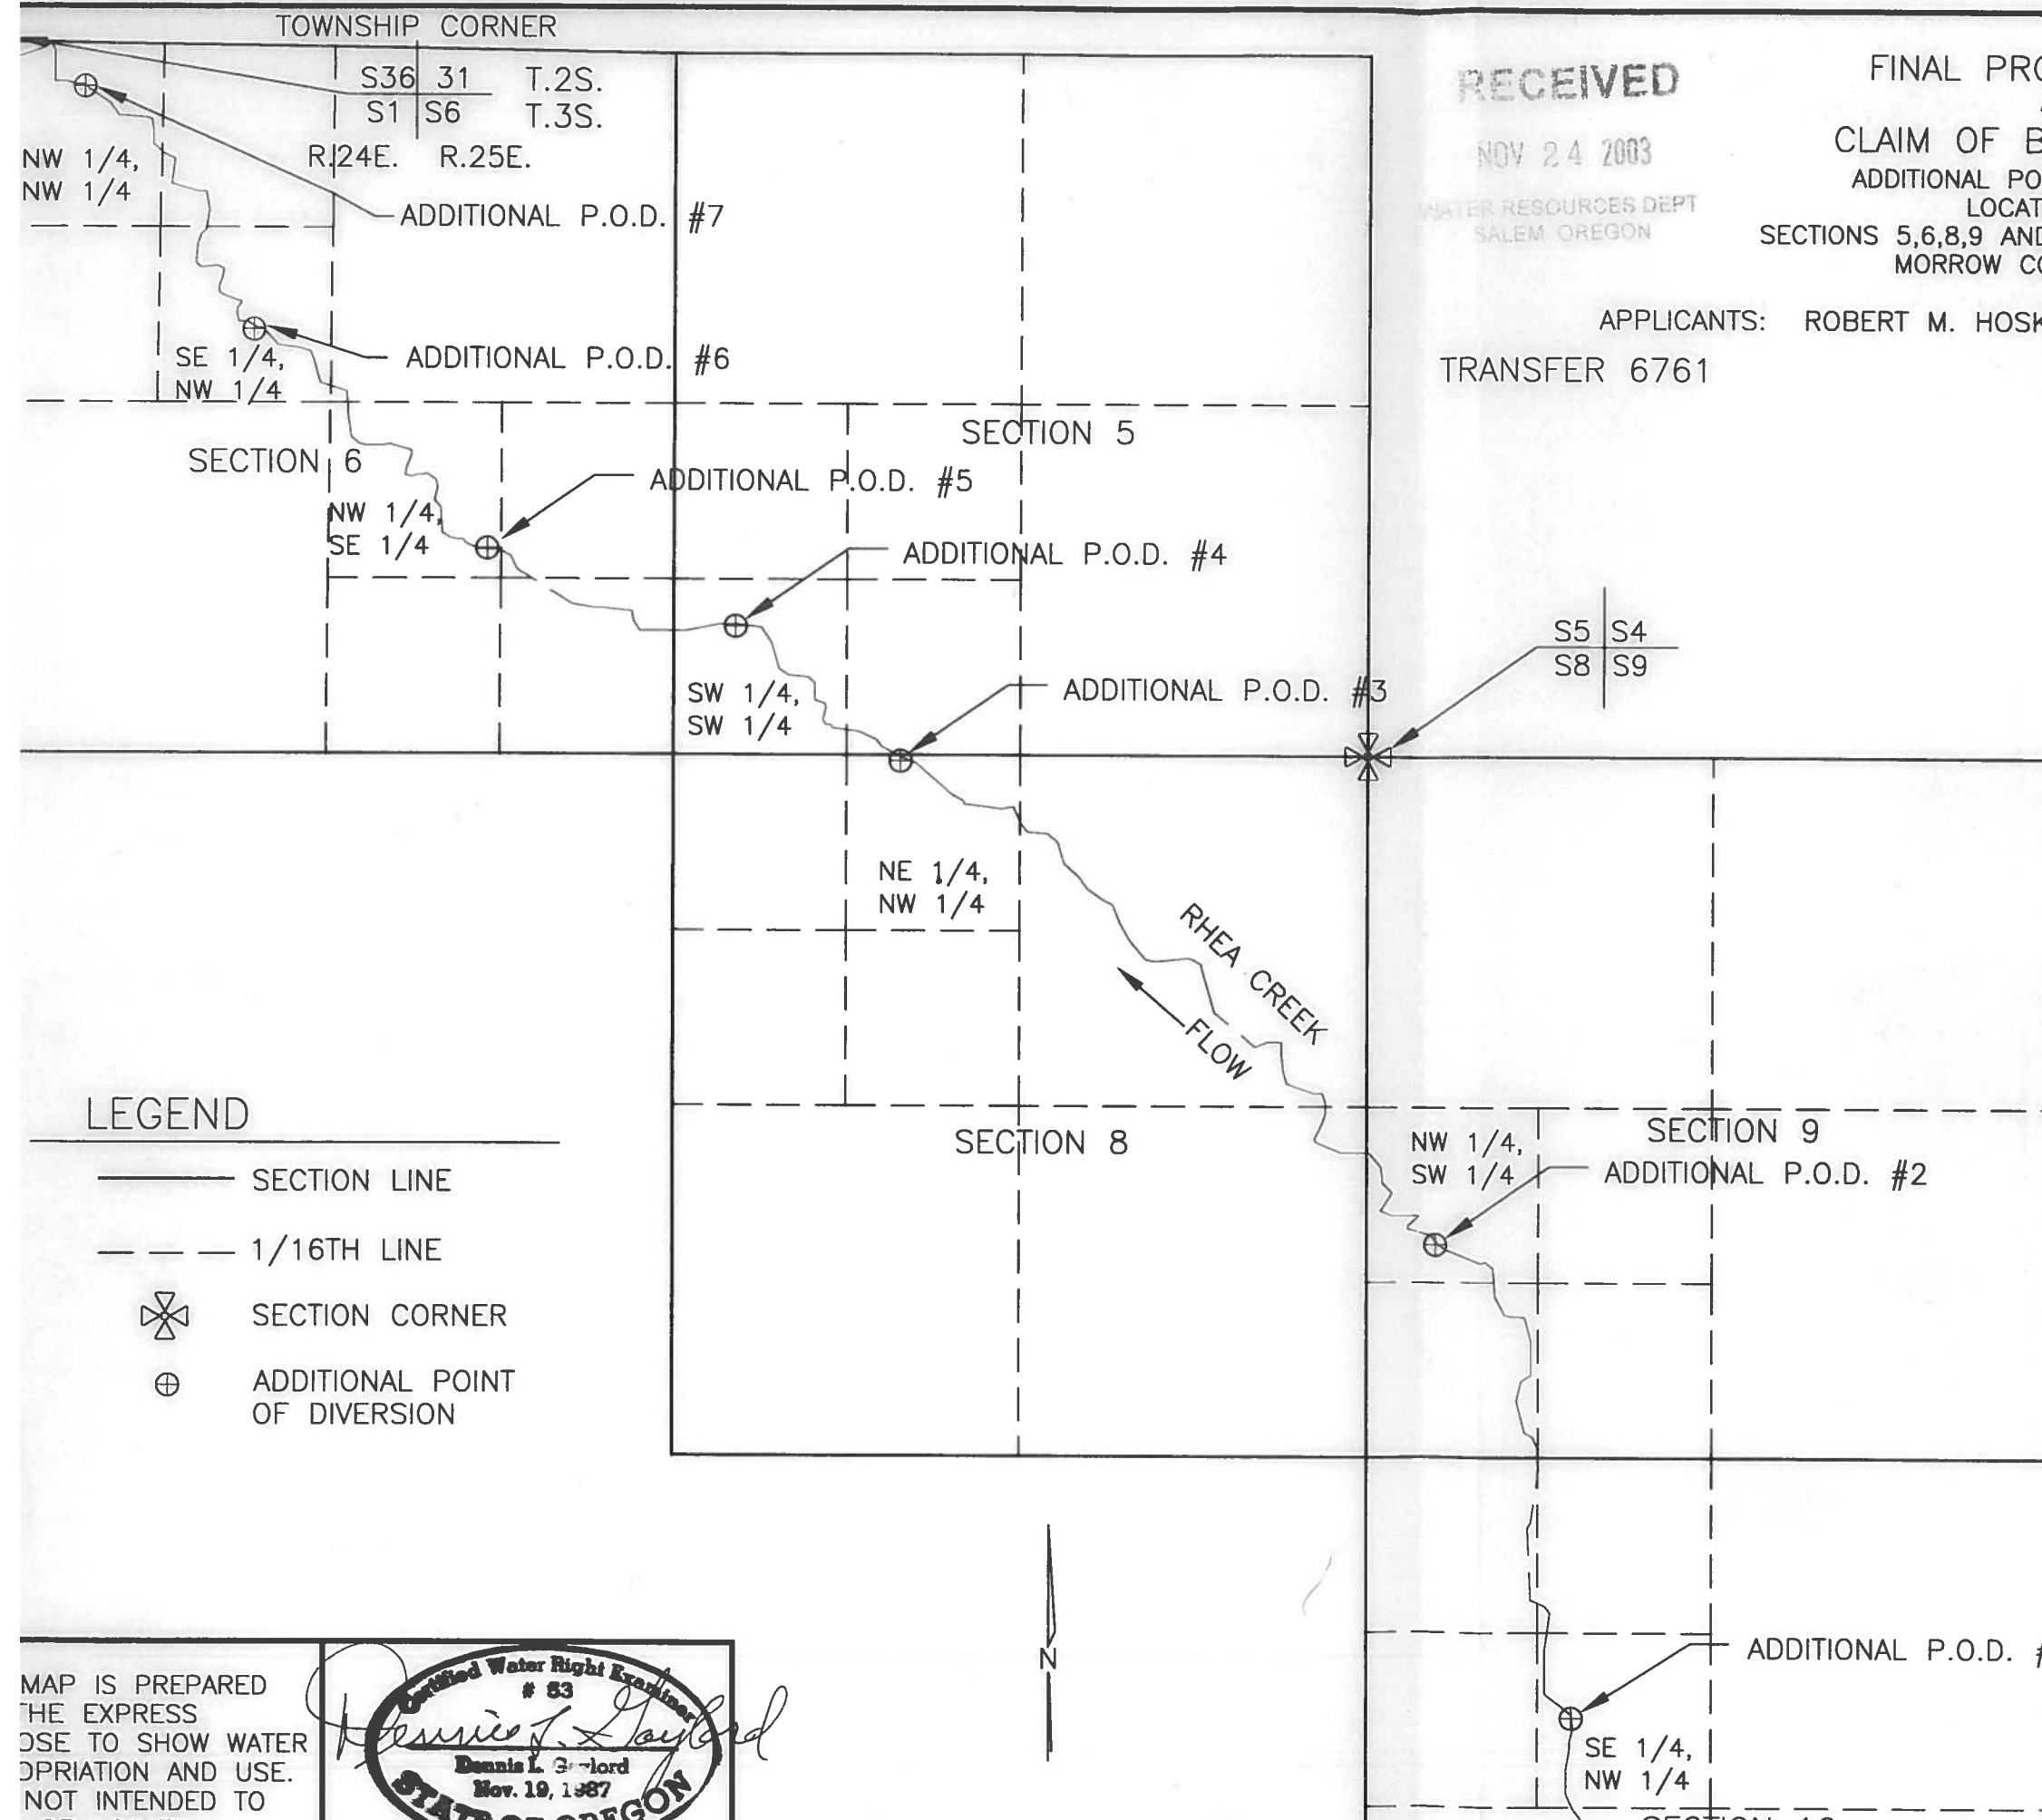 TOWNSHIP CORNER
S36 31 T.2S.
S1 S6 T.3S.
R.24E. R.25E.
NW 1/4,
NW 1/4
ADDITIONAL P.O.D. #7
SE 1/4,
NW 1/4
ADDITIONAL P.O.D. #6
RECEIVED
NOV 24 2003
WATER RESOURCES DEPT
SALEM OREGON
FINAL PRO
CLAIM OF B
ADDITIONAL PO
LOCAT
SECTIONS 5,6,8,9 AND
MORROW CO
APPLICANTS: ROBERT M. HOSK
TRANSFER 6761
SECTION 5
SECTION 6
ADDITIONAL P.O.D. #5
NW 1/4,
SE 1/4
ADDITIONAL P.O.D. #4
S5 S4
S8 S9
SW 1/4,
SW 1/4
ADDITIONAL P.O.D. #3
NE 1/4,
NW 1/4
RHEA CREEK
FLOW
SECTION 8
NW 1/4,
SW 1/4
SECTION 9
ADDITIONAL P.O.D. #2
LEGEND
SECTION LINE
1/16TH LINE
SECTION CORNER
ADDITIONAL POINT
OF DIVERSION
N
ADDITIONAL P.O.D. #
SE 1/4,
NW 1/4
MAP IS PREPARED
THE EXPRESS
OSE TO SHOW WATER
OPRIATION AND USE.
NOT INTENDED TO
Certified Water Right Examiner
# 53
Dennis L. Gaylord
Dennis L. Gaylord
Nov. 19, 1987
STATE OF OREGON